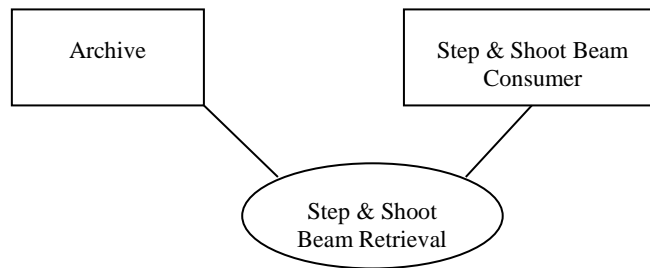 Archive
Step & Shoot Beam
Consumer
Step & Shoot
Beam Retrieval